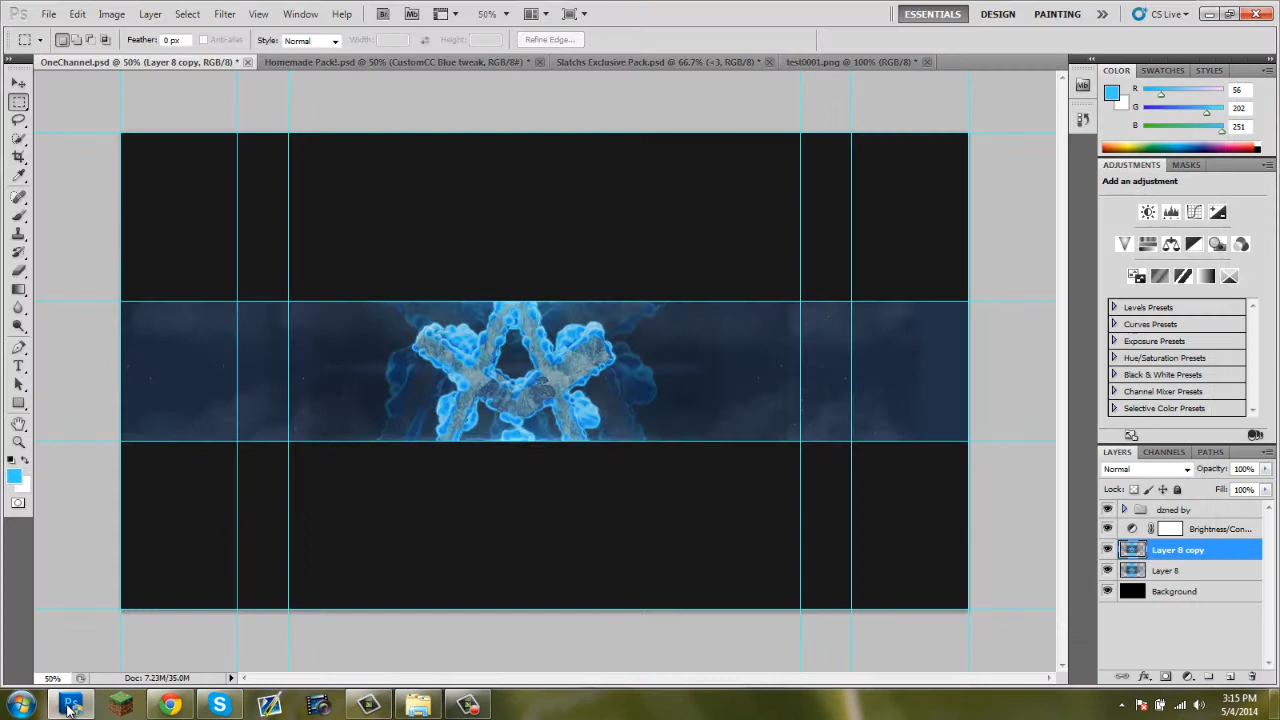 Ps File Edit Image Layer Select Filter View Window Help Br Mb 50% ESSENTIALS DESIGN PAINTING CS Live
Feather: 0 px Anti-alias Style: Normal Width: Height: Refine Edge...
OneChannel.psd @ 50% (Layer 8 copy, RGB/8) * Homemade Pack!.psd @ 50% (CustomCC Blue tweak, RGB/8#) * Slatchs Exclusive Pack.psd @ 66.7% (<3, RGB/8) * test0001.png @ 100% (RGB/8*) *
COLOR SWATCHES STYLES
R 56
G 202
B 251
ADJUSTMENTS MASKS
Add an adjustment
Levels Presets
Curves Presets
Exposure Presets
Hue/Saturation Presets
Black & White Presets
Channel Mixer Presets
Selective Color Presets
LAYERS CHANNELS PATHS
Normal Opacity: 100%
Lock: Fill: 100%
dzned by
Brightness/Con...
Layer 8 copy
Layer 8
Background
50% Doc: 7.23M/35.0M
3:15 PM
5/4/2014